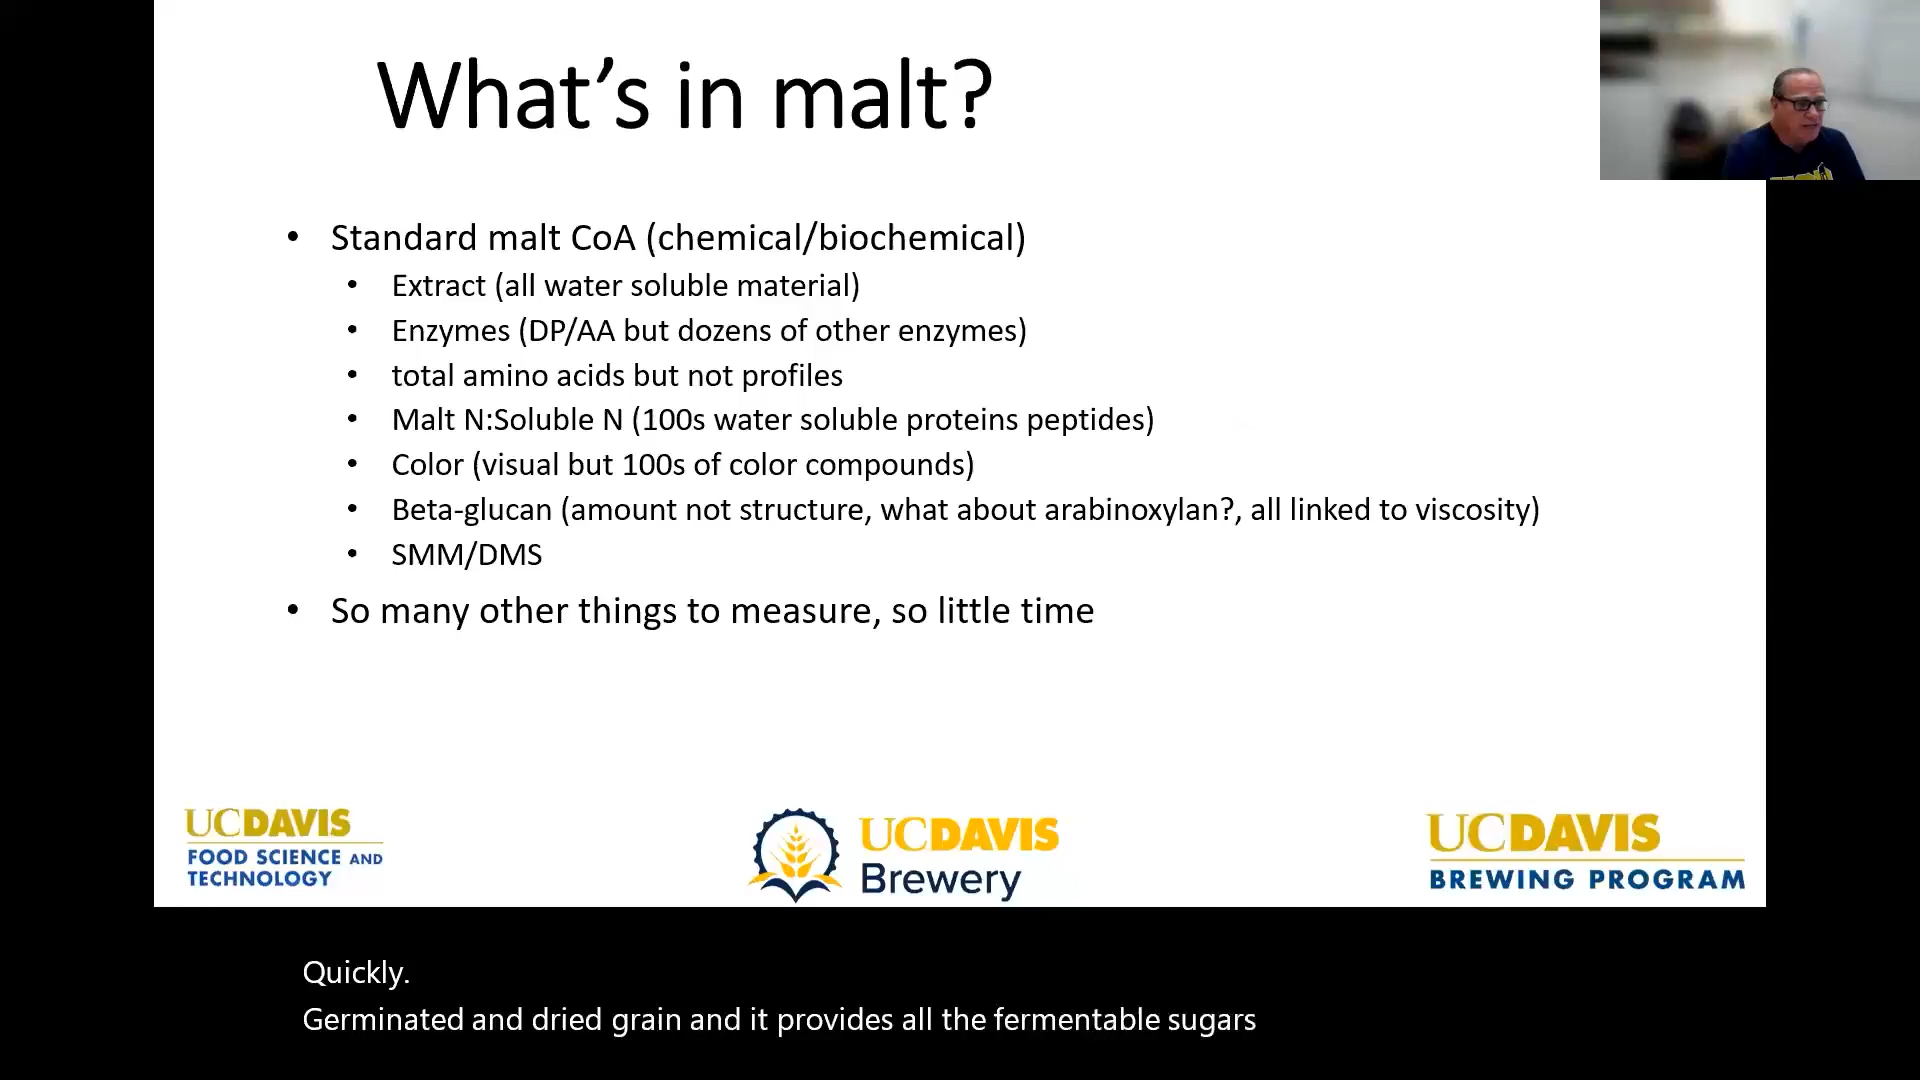 What's in malt?
• Standard malt CoA (chemical/biochemical)
• Extract (all water soluble material)
• Enzymes (DP/AA but dozens of other enzymes)
• total amino acids but not profiles
• Malt N:Soluble N (100s water soluble proteins peptides)
• Color (visual but 100s of color compounds)
• Beta-glucan (amount not structure, what about arabinoxylan?, all linked to viscosity)
• SMM/DMS
• So many other things to measure, so little time
UCDAVIS
FOOD SCIENCE AND
TECHNOLOGY
UCDAVIS
Brewery
UCDAVIS
BREWING PROGRAM
Quickly.
Germinated and dried grain and it provides all the fermentable sugars